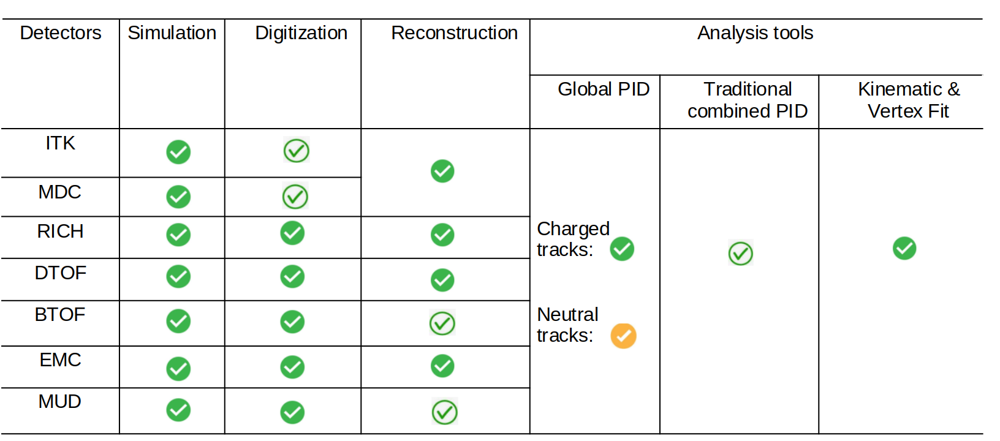 Detectors
Simulation
Digitization
Reconstruction
Analysis tools
Global PID
Traditional
combined PID
Kinematic &
Vertex Fit
ITK
MDC
RICH
DTOF
BTOF
EMC
MUD
Charged
tracks:
Neutral
tracks: